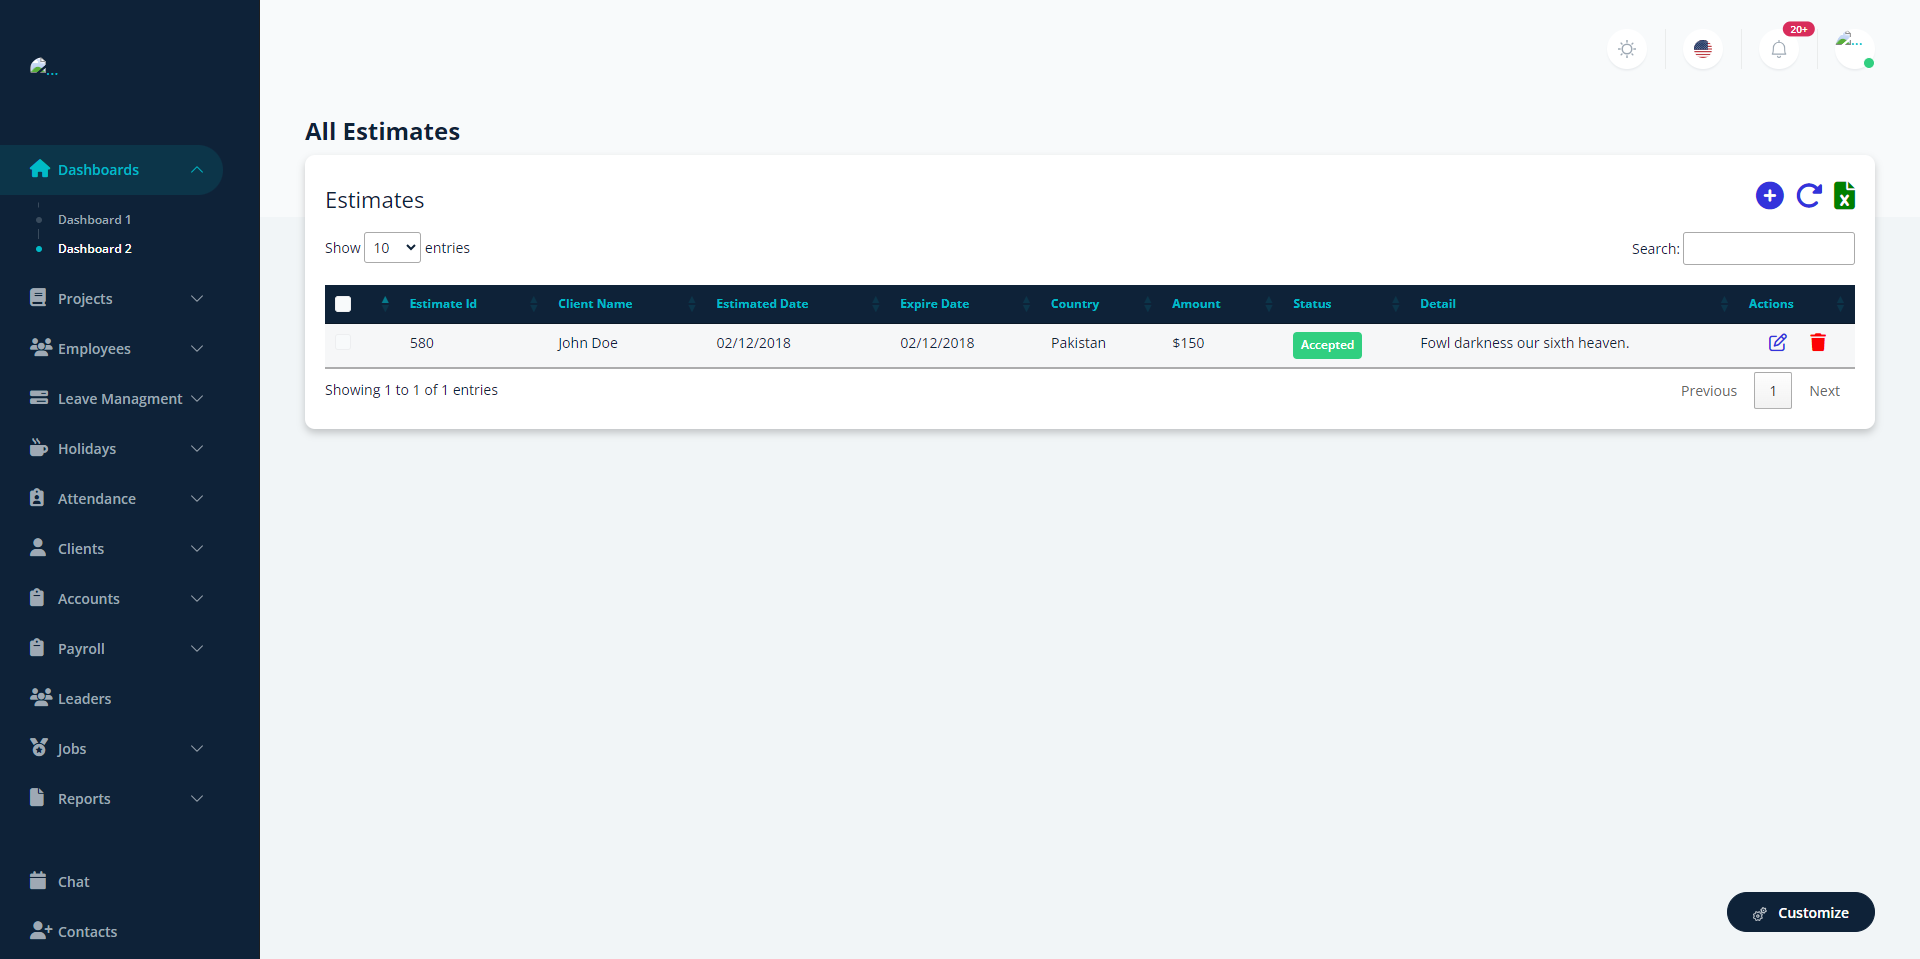 ...
20+
...
All Estimates
Dashboards
Dashboard 1
Dashboard 2
Projects
Employees
Leave Managment
Holidays
Attendance
Clients
Accounts
Payroll
Leaders
Jobs
Reports
Chat
Contacts
Estimates
Show 10 entries
Search:
Estimate Id Client Name Estimated Date Expire Date Country Amount Status Detail Actions
580 John Doe 02/12/2018 02/12/2018 Pakistan $150 Accepted Fowl darkness our sixth heaven.
Showing 1 to 1 of 1 entries
Previous 1 Next
Customize